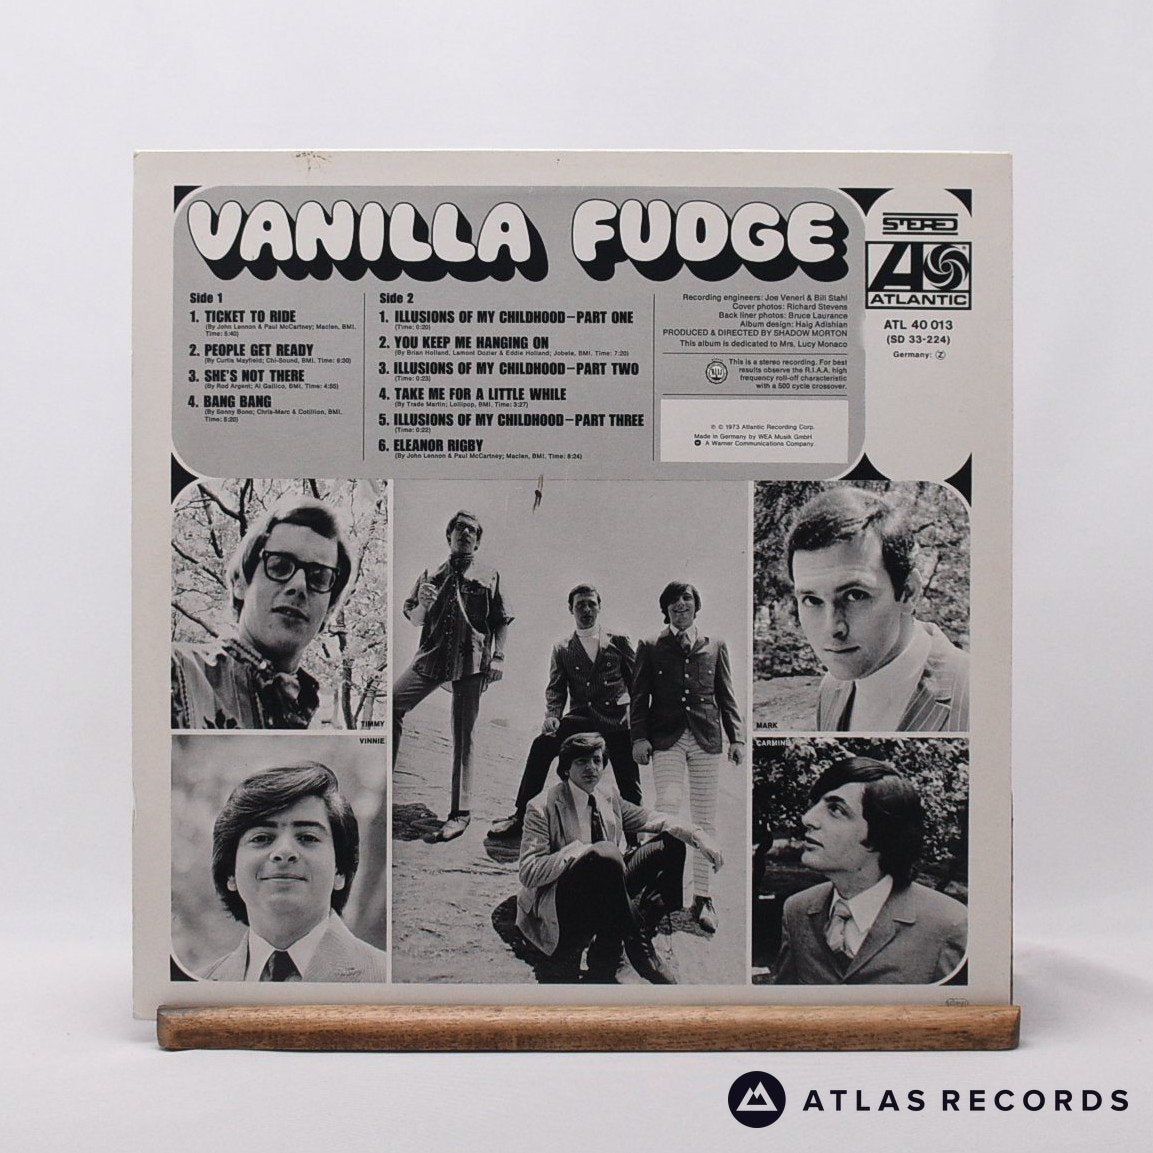 VANILLA FUDGE
Side 1
1. TICKET TO RIDE
(By John Lennon & Paul McCartney; Maclen, BMI.
Time: 5:40)
2. PEOPLE GET READY
(By Curtis Mayfield; Chi-Sound, BMI. Time: 6:30)
3. SHE'S NOT THERE
(By Rod Argent; Al Gallico, BMI. Time: 4:55)
4. BANG BANG
(By Sonny Bono; Chris-Marc & Cotillion, BMI.
Time: 5:20)
Side 2
1. ILLUSIONS OF MY CHILDHOOD—PART ONE
(Time: 0:20)
2. YOU KEEP ME HANGING ON
(By Brian Holland, Lamont Dozier & Eddie Holland; Jobete, BMI. Time: 7:20)
3. ILLUSIONS OF MY CHILDHOOD—PART TWO
(Time: 0:23)
4. TAKE ME FOR A LITTLE WHILE
(By Trade Martin; Lollipop, BMI. Time: 3:27)
5. ILLUSIONS OF MY CHILDHOOD—PART THREE
(Time: 0:22)
6. ELEANOR RIGBY
(By John Lennon & Paul McCartney; Maclen, BMI. Time: 8:24)
Recording engineers: Joe Veneri & Bill Stahl
Cover photos: Richard Stevens
Back liner photos: Bruce Laurance
Album design: Haig Adishian
PRODUCED & DIRECTED BY SHADOW MORTON
This album is dedicated to Mrs. Lucy Monaco
This is a stereo recording. For best
results observe the R.I.A.A. high
frequency roll-off characteristic
with a 500 cycle crossover.
℗ © 1973 Atlantic Recording Corp.
Made in Germany by WEA Musik GmbH
A Warner Communications Company
STEREO
ATLANTIC
ATL 40 013
(SD 33-224)
Germany: Ⓩ
TIMMY
MARK
VINNIE
CARMINE
ATLAS RECORDS